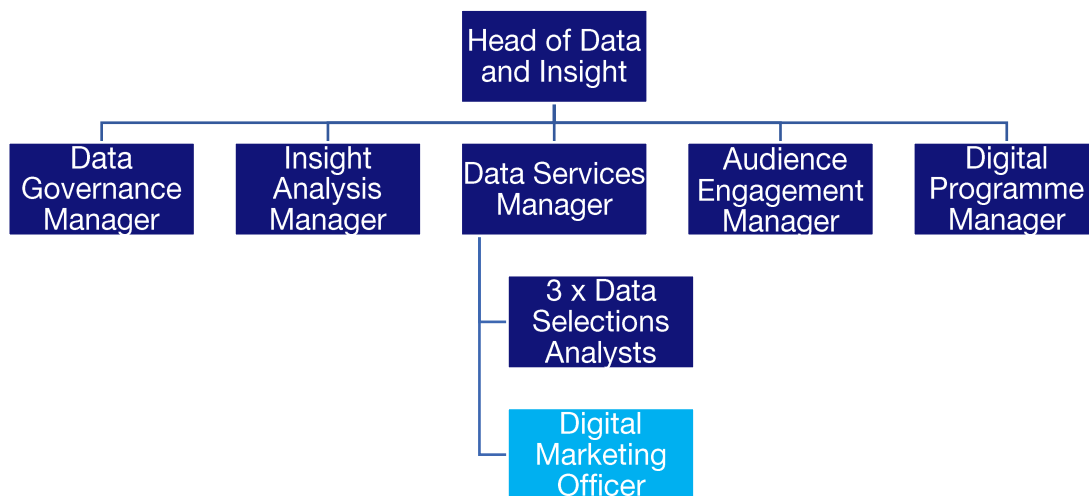 Head of Data
and Insight
Data
Governance
Manager
Insight
Analysis
Manager
Data Services
Manager
Audience
Engagement
Manager
Digital
Programme
Manager
3 x Data
Selections
Analysts
Digital
Marketing
Officer